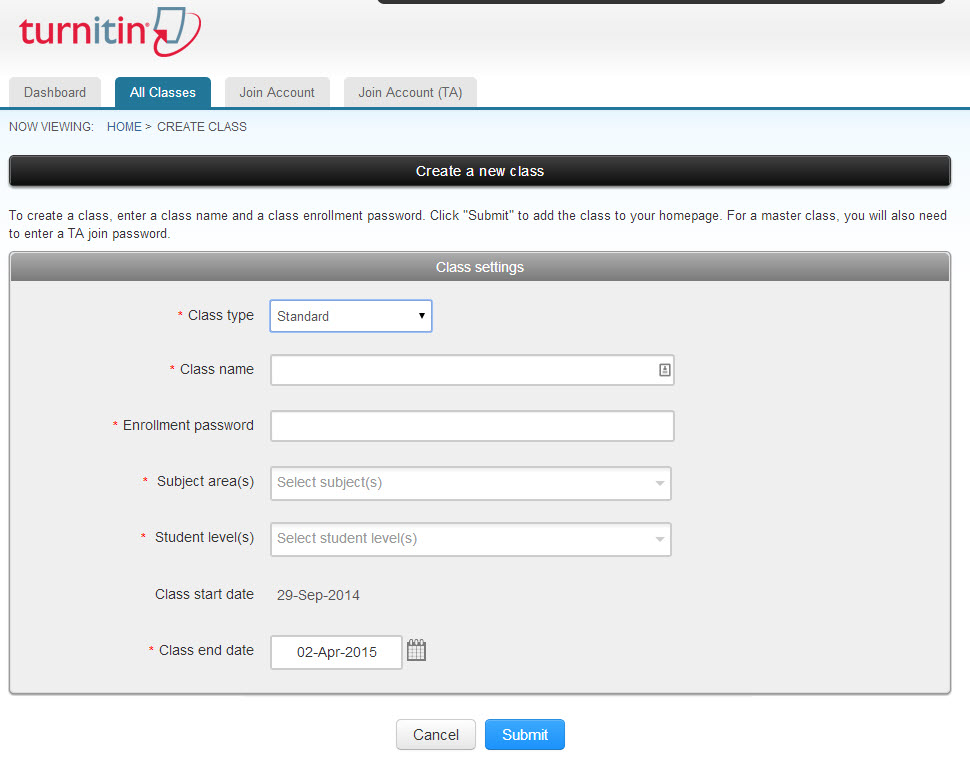 turnitin
Dashboard
All Classes
Join Account
Join Account (TA)
NOW VIEWING: HOME > CREATE CLASS
Create a new class
To create a class, enter a class name and a class enrollment password. Click "Submit" to add the class to your homepage. For a master class, you will also need
to enter a TA join password.
Class settings
* Class type Standard
* Class name
* Enrollment password
* Subject area(s) Select subject(s)
* Student level(s) Select student level(s)
Class start date 29-Sep-2014
* Class end date 02-Apr-2015
Cancel Submit